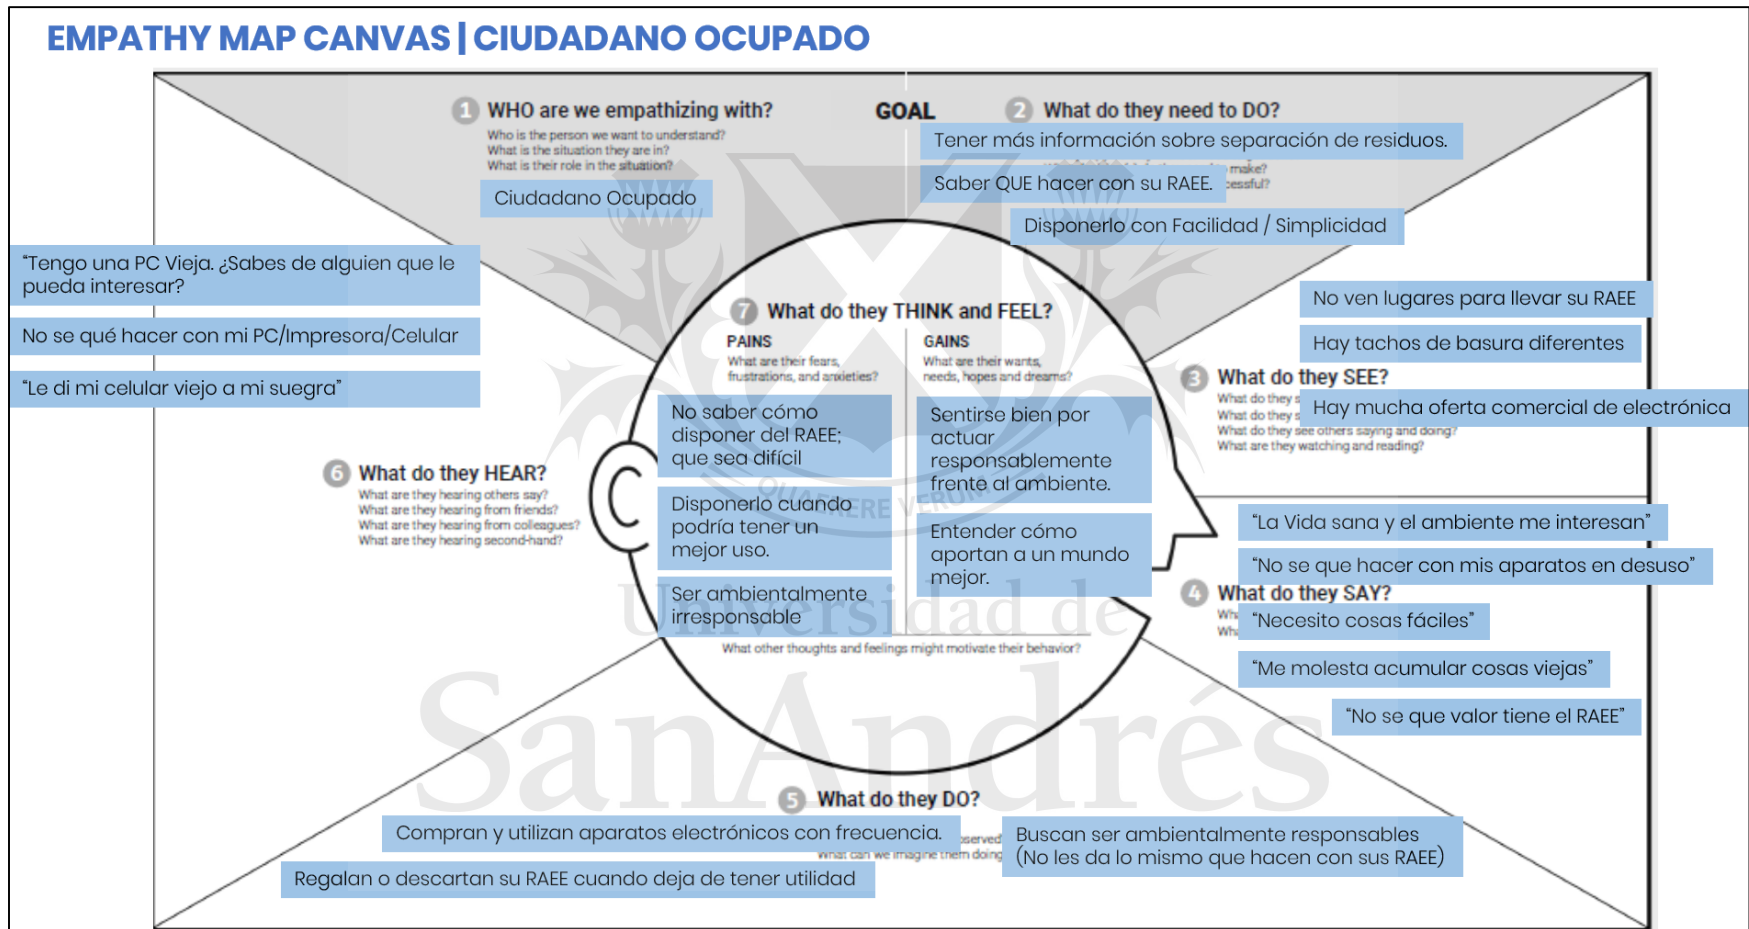 EMPATHY MAP CANVAS | CIUDADANO OCUPADO
1 WHO are we empathizing with?
Who is the person we want to understand?
What is the situation they are in?
What is their role in the situation?
Ciudadano Ocupado
GOAL
2 What do they need to DO?
Tener más información sobre separación de residuos.
make?
Saber QUE hacer con su RAEE.
Disponerlo con Facilidad / Simplicidad
"Tengo una PC Vieja. ¿Sabes de alguien que le
pueda interesar?
No se qué hacer con mi PC/Impresora/Celular
"Le di mi celular viejo a mi suegra"
6 What do they HEAR?
What are they hearing others say?
What are they hearing from friends?
What are they hearing from colleagues?
What are they hearing second-hand?
7 What do they THINK and FEEL?
PAINS
What are their fears,
frustrations, and anxieties?
No saber cómo
disponer del RAEE;
que sea difícil
Disponerlo cuando
podría tener un
mejor uso.
Ser ambientalmente
irresponsable
GAINS
What are their wants,
needs, hopes and dreams?
Sentirse bien por
actuar
responsablemente
frente al ambiente.
Entender cómo
aportan a un mundo
mejor.
What other thoughts and feelings might motivate their behavior?
No ven lugares para llevar su RAEE
Hay tachos de basura diferentes
3 What do they SEE?
What do they
Hay mucha oferta comercial de electrónica
What do they
What do they see others saying and doing?
What are they watching and reading?
"La Vida sana y el ambiente me interesan"
"No se que hacer con mis aparatos en desuso"
4 What do they SAY?
"Necesito cosas fáciles"
"Me molesta acumular cosas viejas"
"No se que valor tiene el RAEE"
5 What do they DO?
Compran y utilizan aparatos electrónicos con frecuencia.
What can we imagine them doing
Regalan o descartan su RAEE cuando deja de tener utilidad
Buscan ser ambientalmente responsables
(No les da lo mismo que hacen con sus RAEE)
QUAERERE VERUM
Universidad de
SanAndrés